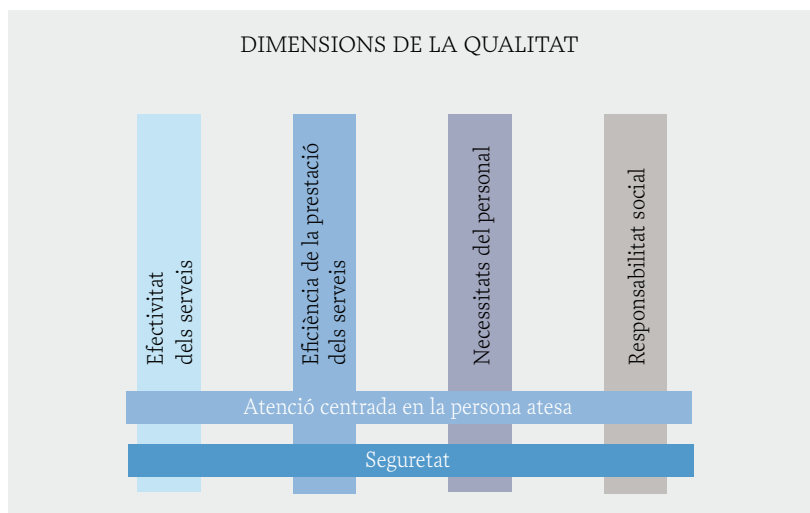 DIMENSIONS DE LA QUALITAT
Efectivitat
dels serveis
Eficiència de la prestació
dels serveis
Necessitats del personal
Responsabilitat social
Atenció centrada en la persona atesa
Seguretat